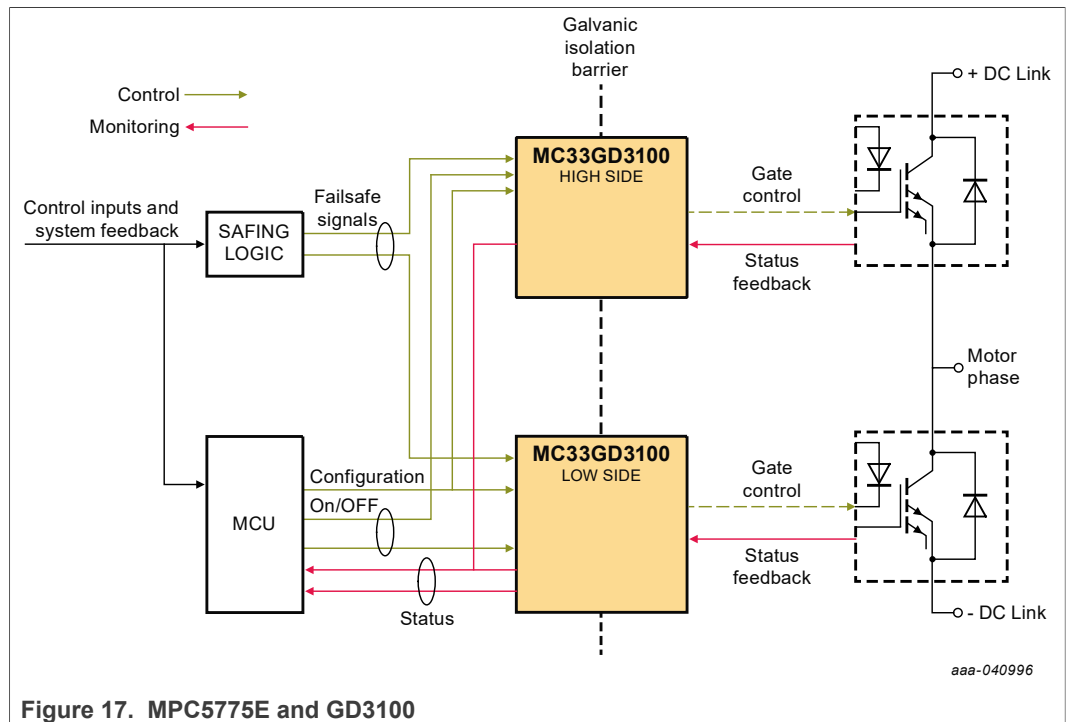 Galvanic
isolation
barrier
+ DC Link
Control
Monitoring
MC33GD3100
HIGH SIDE
Gate
control
Failsafe
signals
Control inputs and
system feedback
SAFING
LOGIC
Status
feedback
Motor
phase
MC33GD3100
LOW SIDE
Configuration
Gate
control
On/OFF
MCU
Status
feedback
Status
- DC Link
aaa-040996
Figure 17. MPC5775E and GD3100